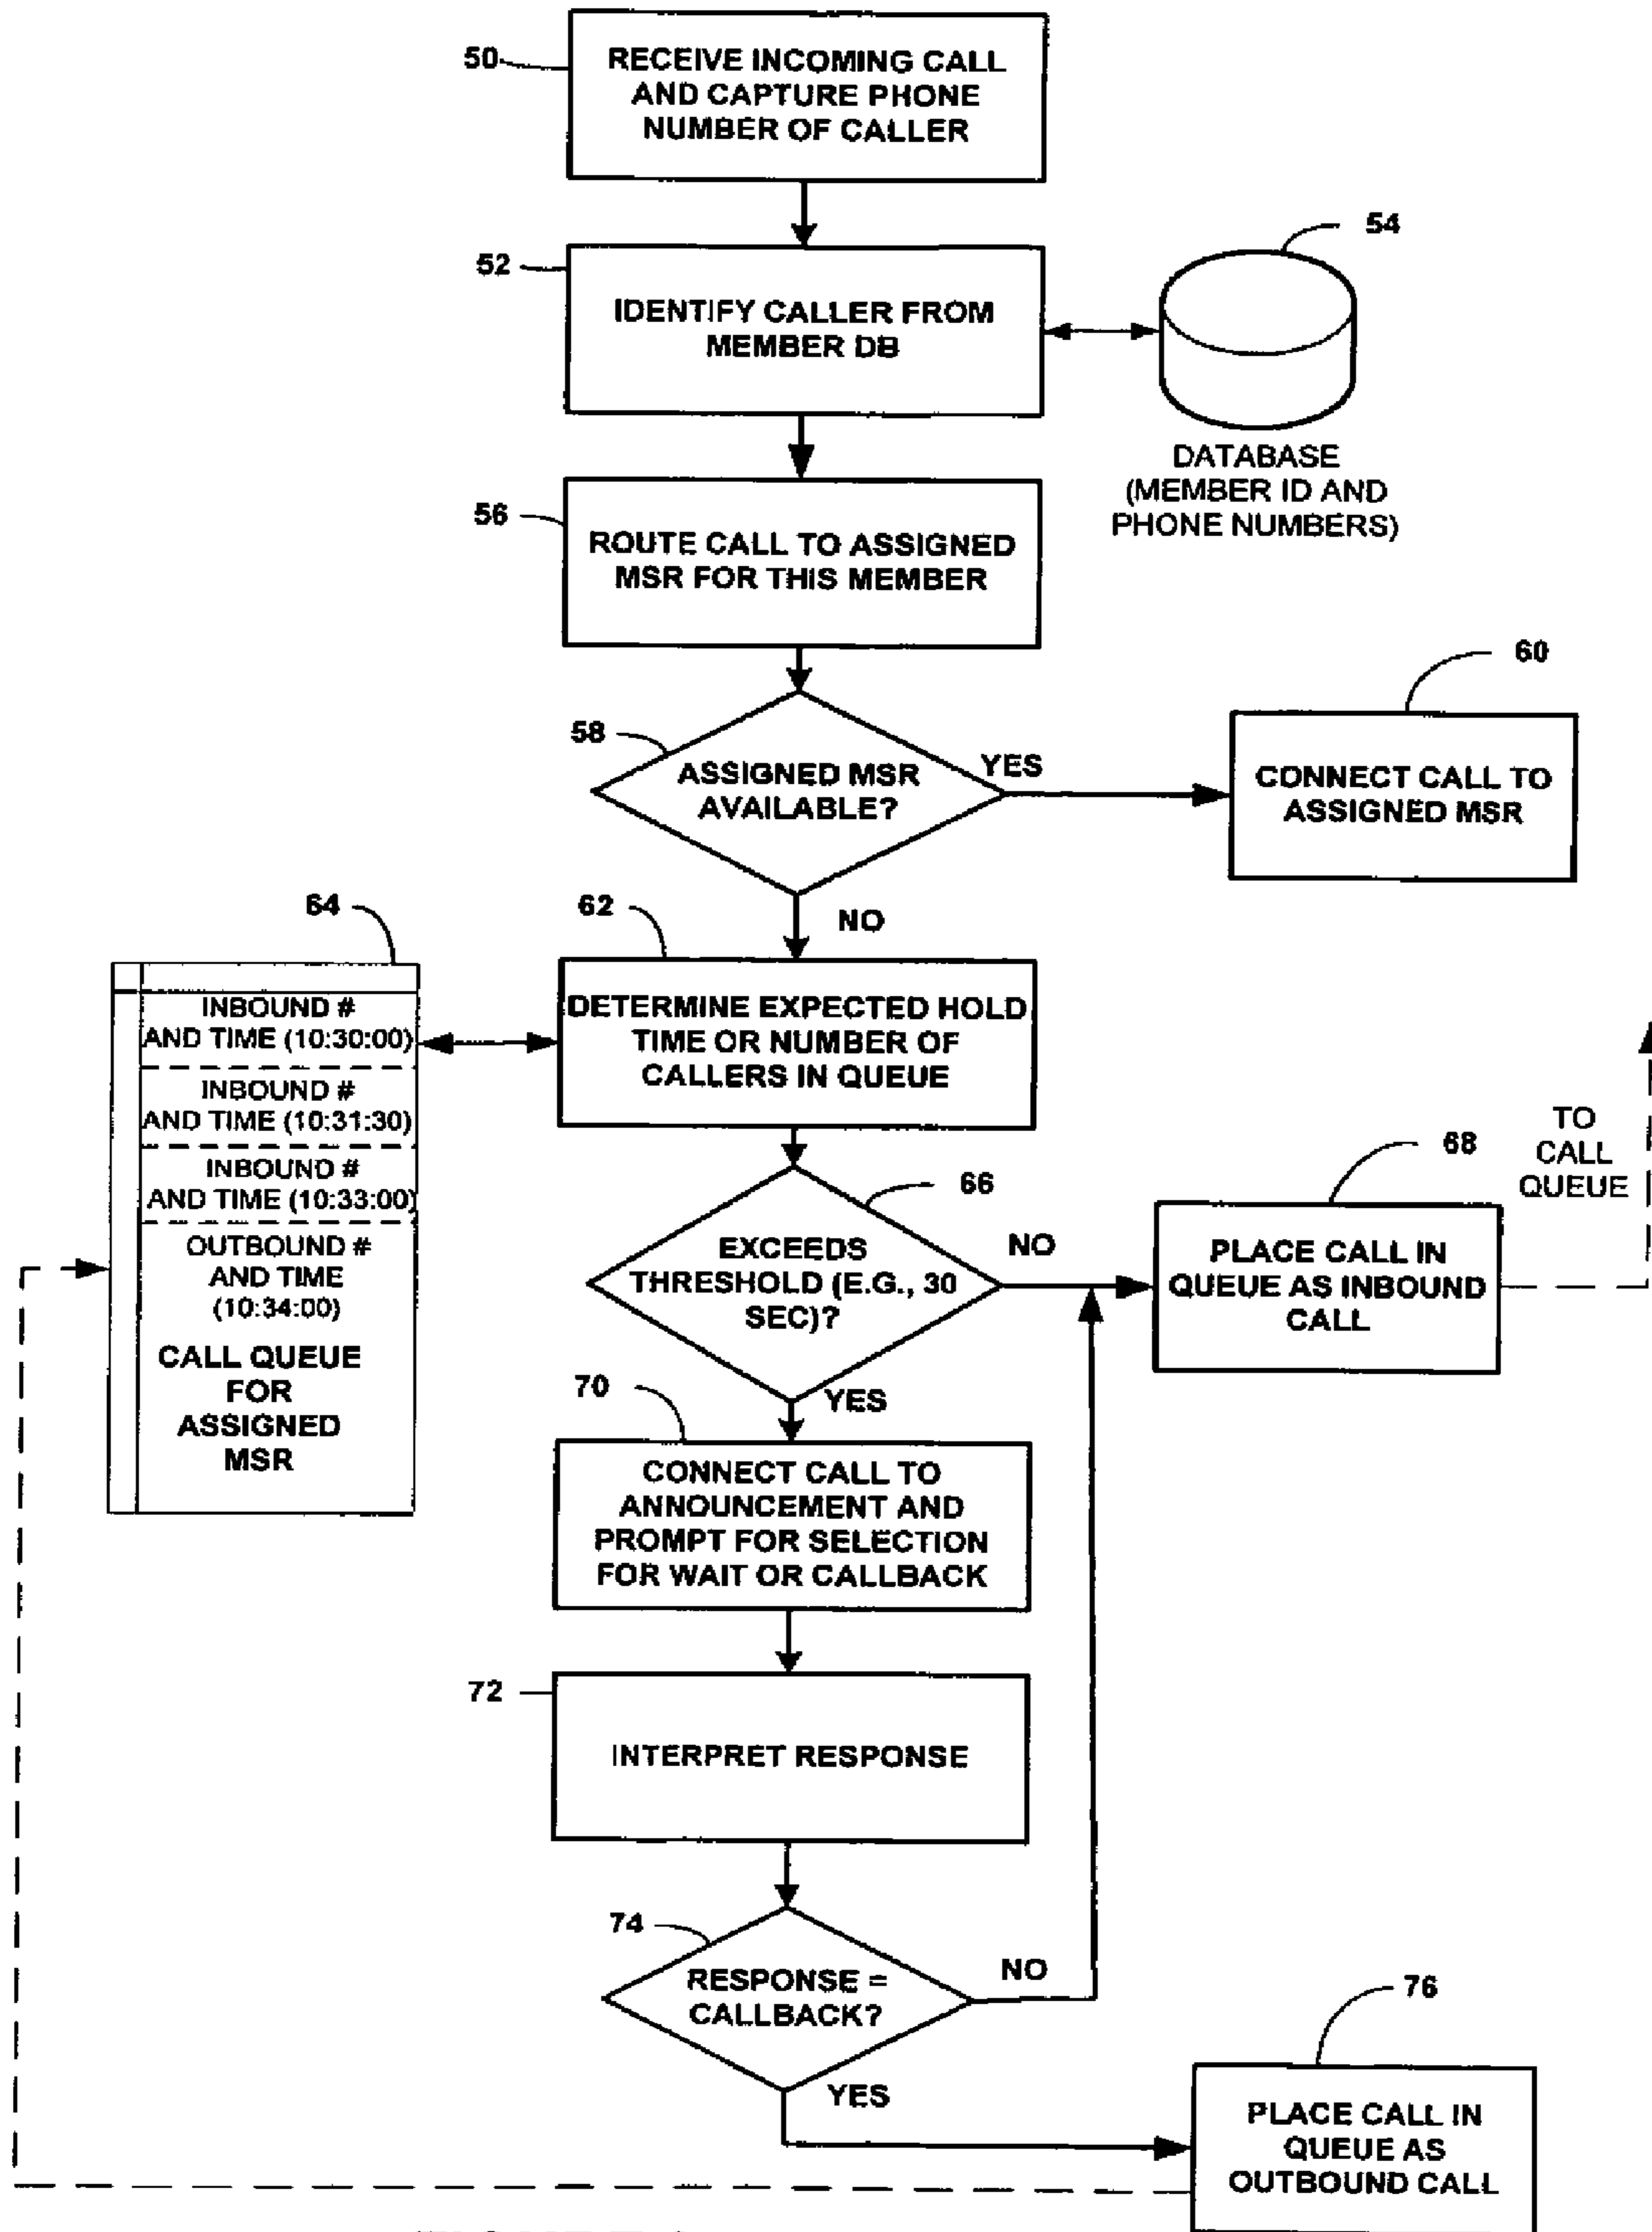 50
RECEIVE INCOMING CALL
AND CAPTURE PHONE
NUMBER OF CALLER
52
IDENTIFY CALLER FROM
MEMBER DB
54
DATABASE
(MEMBER ID AND
PHONE NUMBERS)
56
ROUTE CALL TO ASSIGNED
MSR FOR THIS MEMBER
58
ASSIGNED MSR
AVAILABLE?
YES
60
CONNECT CALL TO
ASSIGNED MSR
NO
62
DETERMINE EXPECTED HOLD
TIME OR NUMBER OF
CALLERS IN QUEUE
64
INBOUND #
AND TIME (10:30:00)
INBOUND #
AND TIME (10:31:30)
INBOUND #
AND TIME (10:33:00)
OUTBOUND #
AND TIME
(10:34:00)
CALL QUEUE
FOR
ASSIGNED
MSR
66
EXCEEDS
THRESHOLD (E.G., 30
SEC)?
NO
68
PLACE CALL IN
QUEUE AS INBOUND
CALL
TO
CALL
QUEUE
YES
70
CONNECT CALL TO
ANNOUNCEMENT AND
PROMPT FOR SELECTION
FOR WAIT OR CALLBACK
72
INTERPRET RESPONSE
74
RESPONSE =
CALLBACK?
NO
YES
76
PLACE CALL IN
QUEUE AS
OUTBOUND CALL